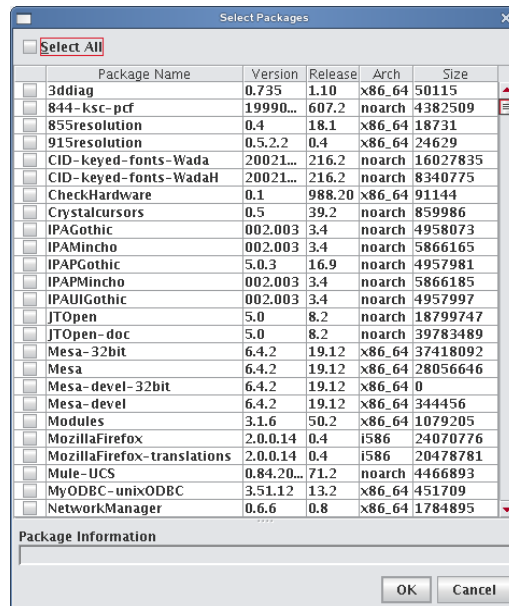 Select Packages
Select All
Package Name Version Release Arch Size
3ddiag 0.735 1.10 x86_64 50115
844-ksc-pcf 19990... 607.2 noarch 4382509
855resolution 0.4 18.1 x86_64 18731
915resolution 0.5.2.2 0.4 x86_64 24629
CID-keyed-fonts-Wada 20021... 216.2 noarch 16027835
CID-keyed-fonts-WadaH 20021... 216.2 noarch 8340775
CheckHardware 0.1 988.20 x86_64 91144
Crystalcursors 0.5 39.2 noarch 859986
IPAGothic 002.003 3.4 noarch 4958073
IPAMincho 002.003 3.4 noarch 5866165
IPAPGothic 5.0.3 16.9 noarch 4957981
IPAPMincho 002.003 3.4 noarch 5866185
IPAUIGothic 002.003 3.4 noarch 4957997
JTOpen 5.0 8.2 noarch 18799747
JTOpen-doc 5.0 8.2 noarch 39783489
Mesa-32bit 6.4.2 19.12 x86_64 37418092
Mesa 6.4.2 19.12 x86_64 28056646
Mesa-devel-32bit 6.4.2 19.12 x86_64 0
Mesa-devel 6.4.2 19.12 x86_64 344456
Modules 3.1.6 50.2 x86_64 1079205
MozillaFirefox 2.0.0.14 0.4 i586 24070776
MozillaFirefox-translations 2.0.0.14 0.4 i586 20478781
Mule-UCS 0.84.20... 71.2 noarch 4466893
MyODBC-unixODBC 3.51.12 13.2 x86_64 451709
NetworkManager 0.6.6 0.8 x86_64 1784895
Package Information
OK Cancel